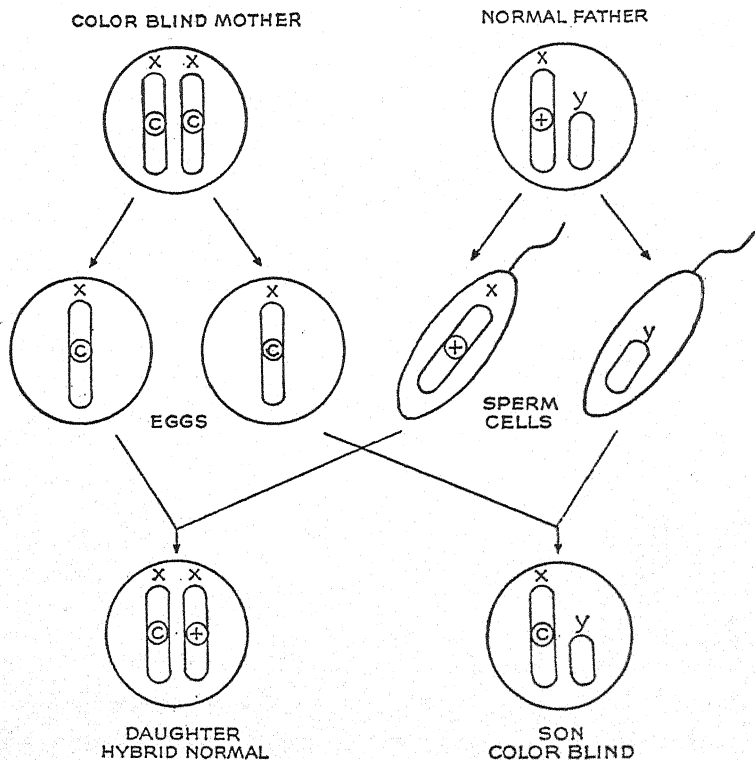 COLOR BLIND MOTHER
NORMAL FATHER
x x
c c
x
y
+
x
c
x
c
x
+
y
EGGS
SPERM
CELLS
x x
c +
x
y
c
DAUGHTER
HYBRID NORMAL
SON
COLOR BLIND